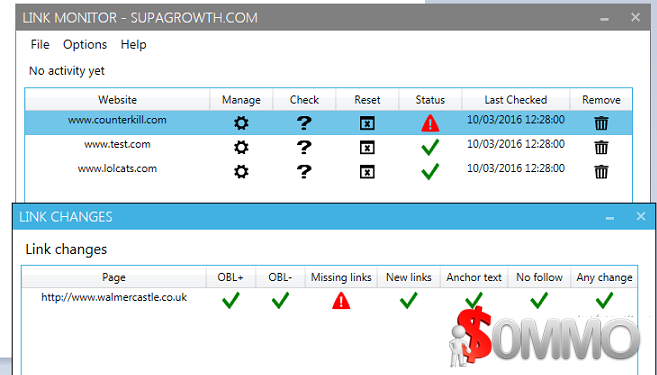 LINK MONITOR - SUPAGROWTH.COM
File Options Help
No activity yet
Website Manage Check Reset Status Last Checked Remove
www.counterkill.com ? 10/03/2016 12:28:00
www.test.com ? 10/03/2016 12:28:00
www.lolcats.com ? 10/03/2016 12:28:00
LINK CHANGES
Link changes
Page OBL+ OBL- Missing links New links Anchor text No follow Any change
http://www.walmercastle.co.uk
$0MMO